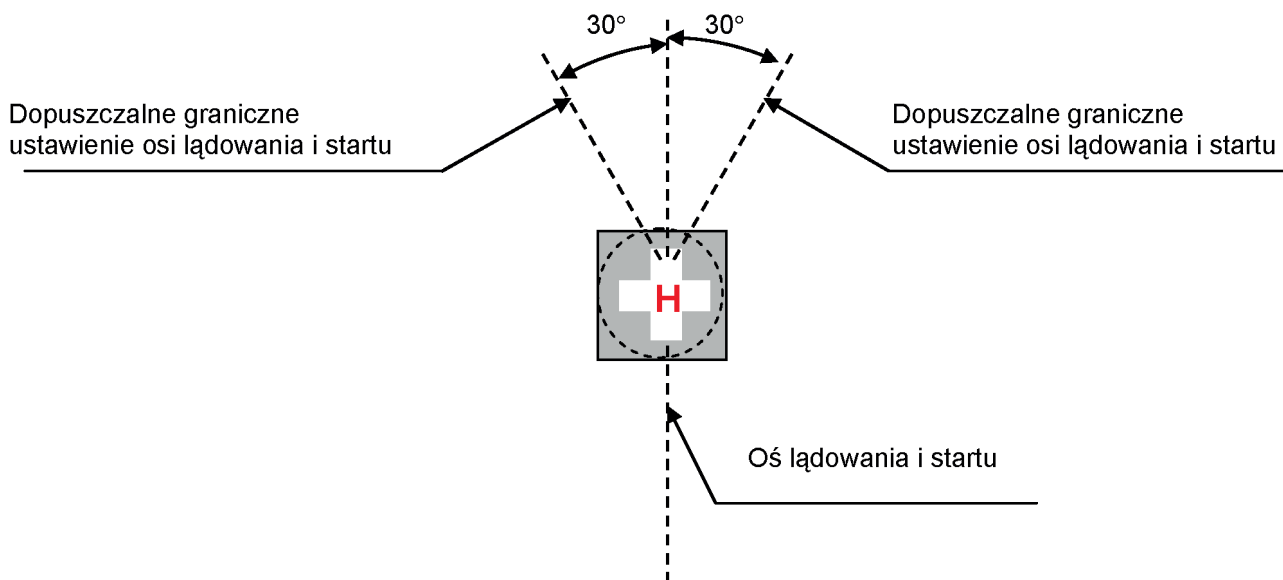 30°
30°
Dopuszczalne graniczne
ustawienie osi lądowania i startu
Dopuszczalne graniczne
ustawienie osi lądowania i startu
H
Oś lądowania i startu